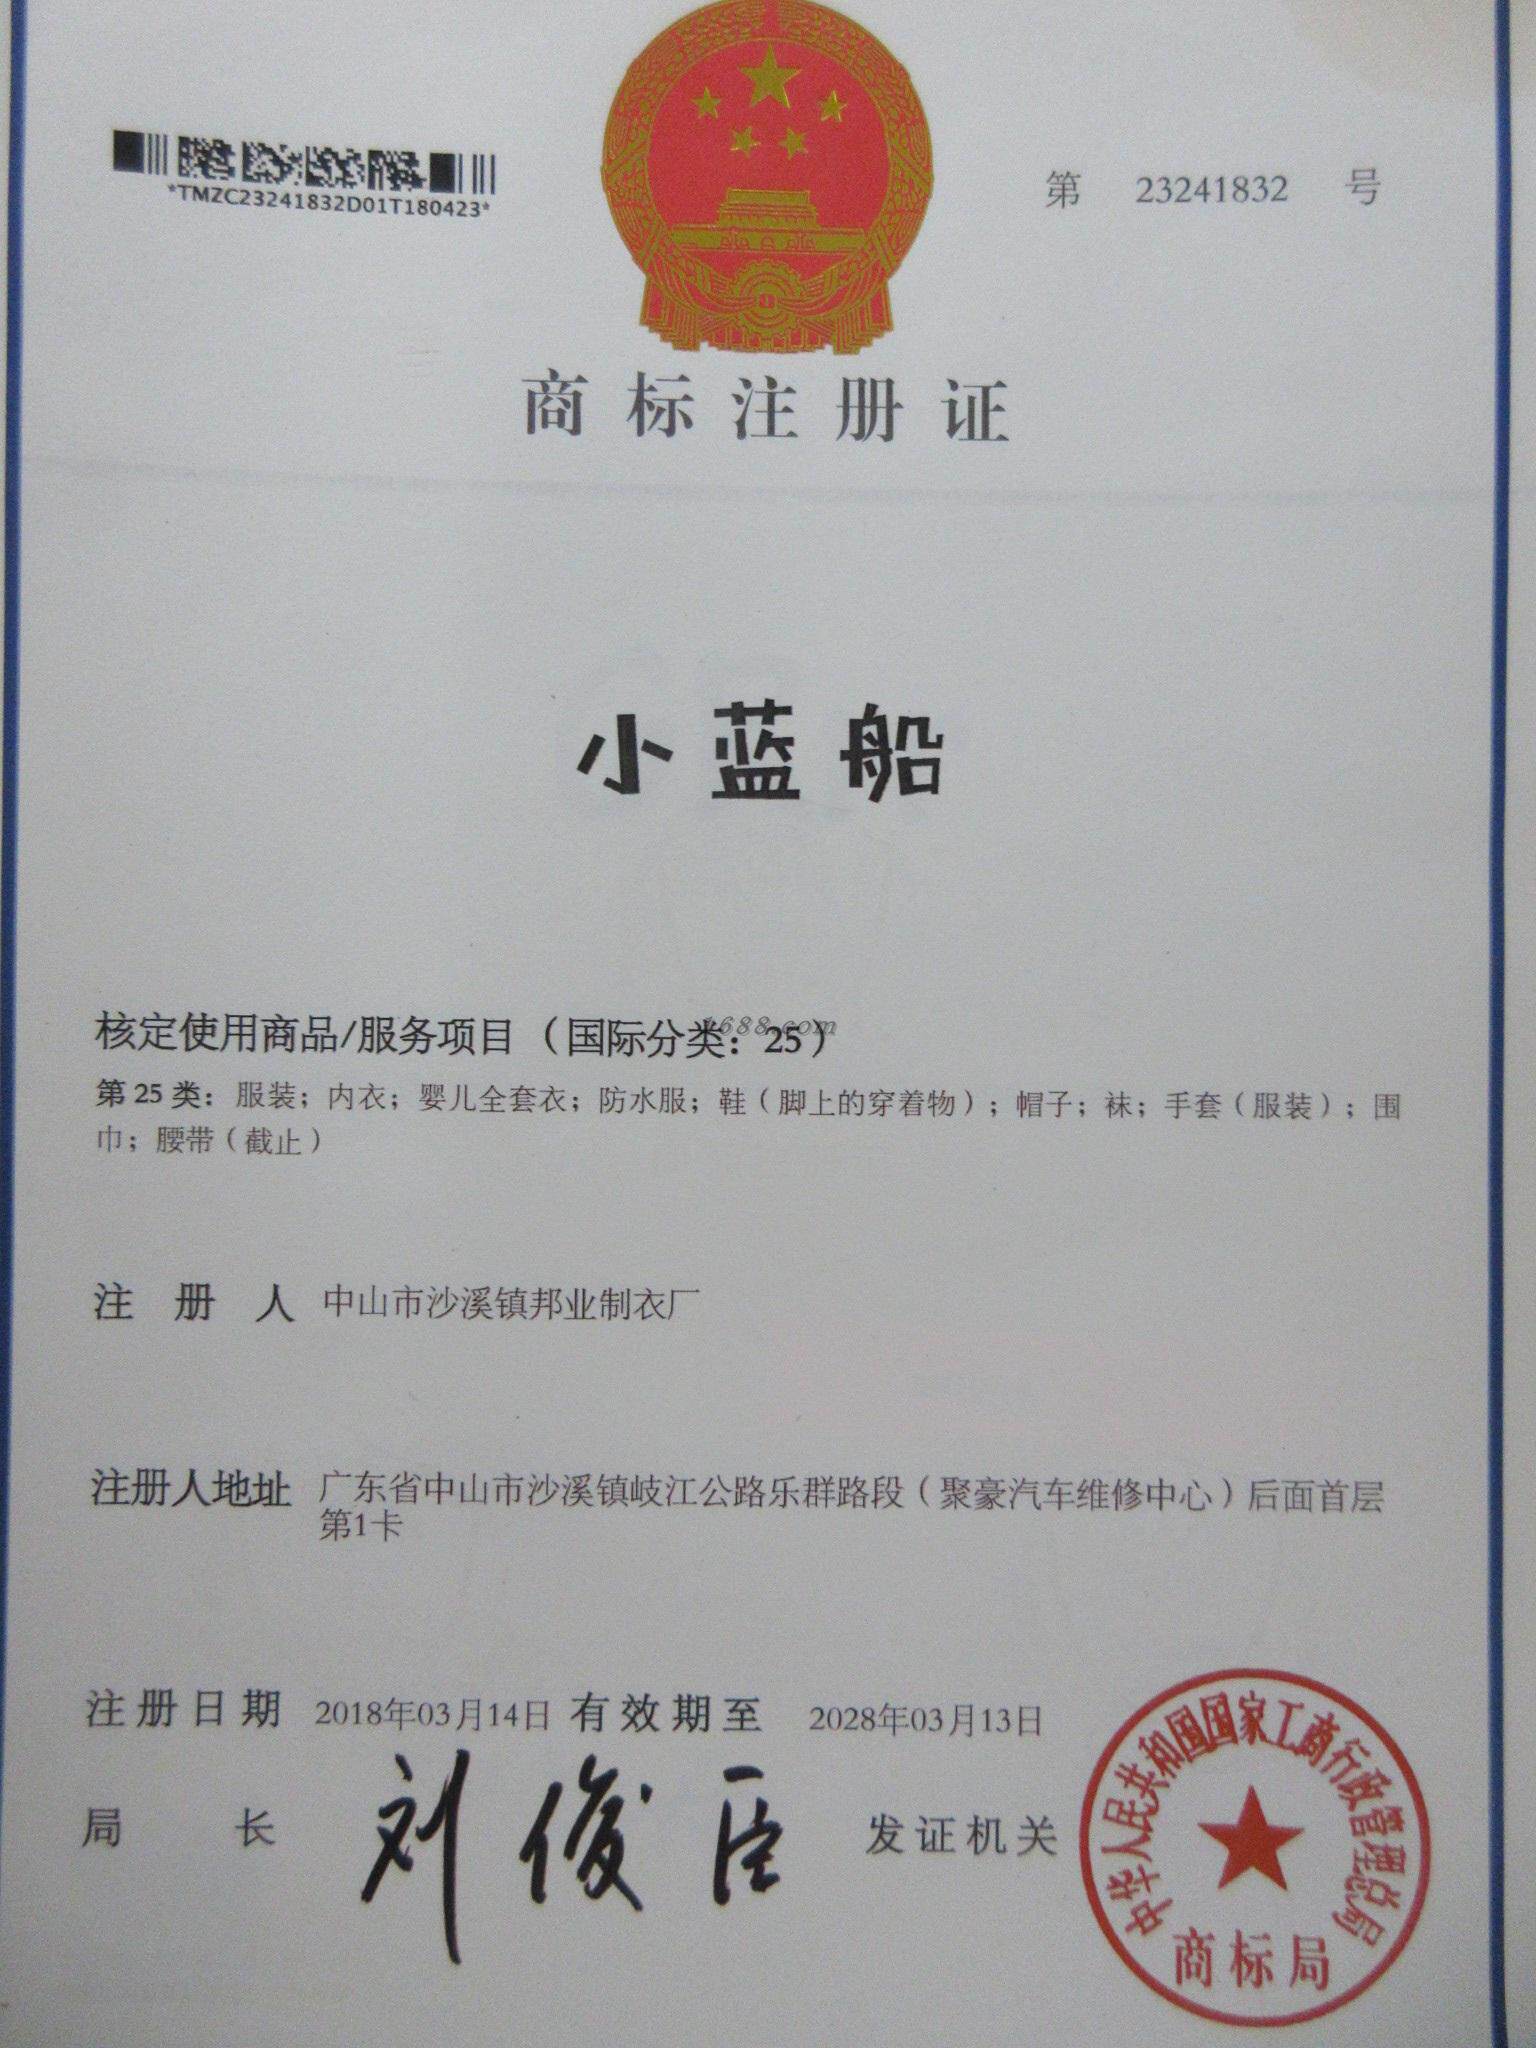 *TMZC23241832D01T180423*
第 23241832 号
商标注册证
小蓝船
核定使用商品/服务项目（国际分类：25）
1688.com
第25类：服装；内衣；婴儿全套衣；防水服；鞋（脚上的穿着物）；帽子；袜；手套（服装）；围
巾；腰带（截止）
注册人 中山市沙溪镇邦业制衣厂
注册人地址 广东省中山市沙溪镇岐江公路乐群路段（聚豪汽车维修中心）后面首层
第1卡
注册日期 2018年03月14日 有效期至 2028年03月13日
局长 刘俊臣 发证机关
中华人民共和国国家工商行政管理总局
商标局